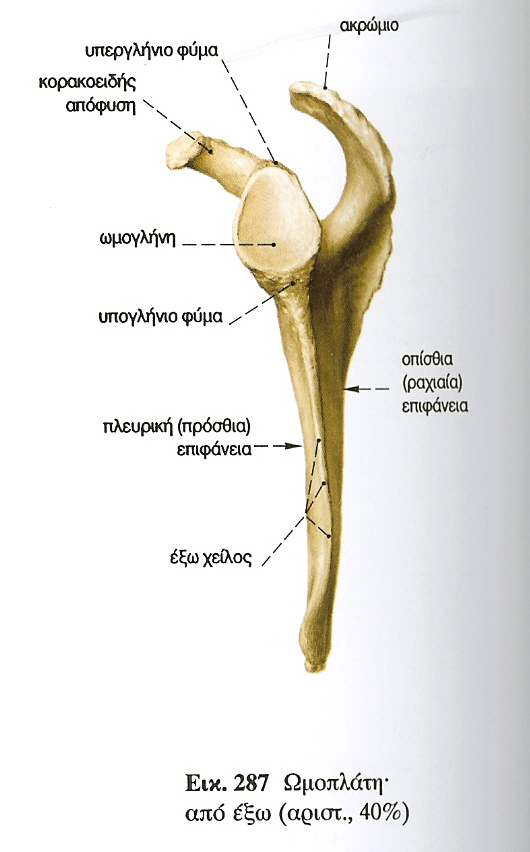 ακρώμιο
υπεργλήνιο φύμα
κορακοειδής
απόφυση
ωμογλήνη
υπογλήνιο φύμα
οπίσθια
(ραχιαία)
επιφάνεια
πλευρική (πρόσθια)
επιφάνεια
έξω χείλος
Εικ. 287 Ωμοπλάτη·
από έξω (αριστ., 40%)